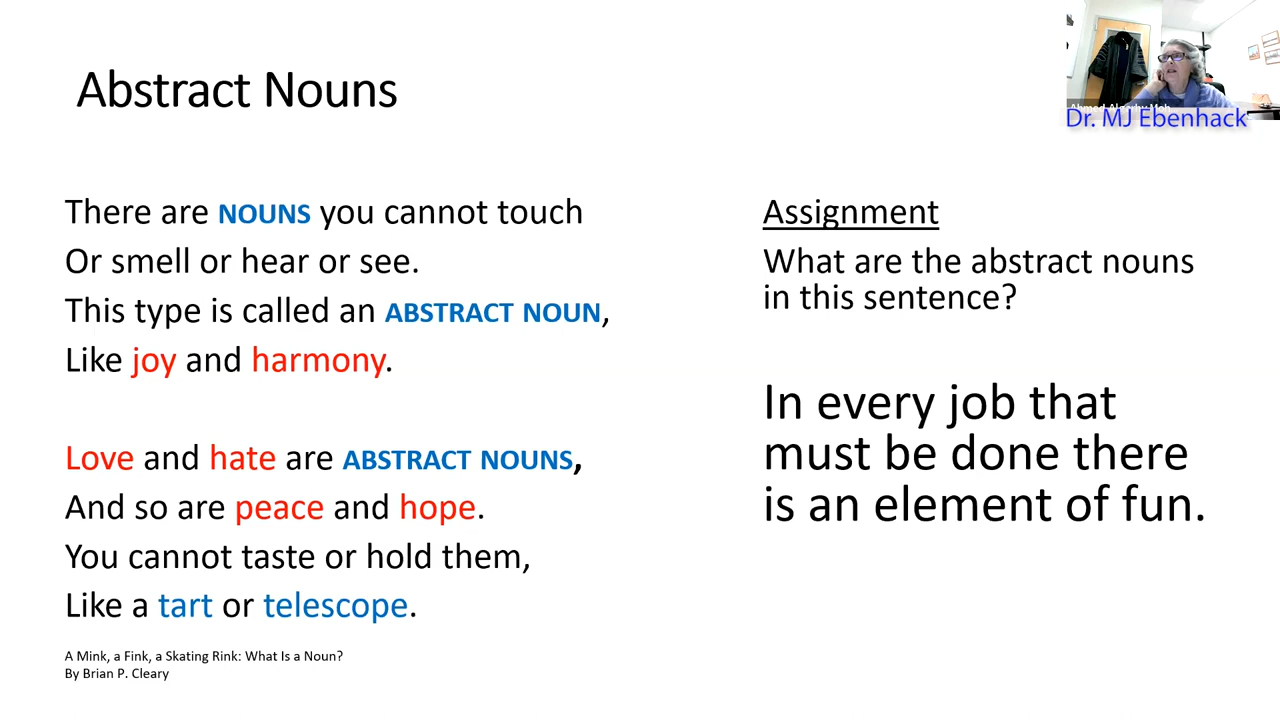 Abstract Nouns
Dr. MJ Ebenhack
There are NOUNS you cannot touch
Or smell or hear or see.
This type is called an ABSTRACT NOUN,
Like joy and harmony.
Love and hate are ABSTRACT NOUNS,
And so are peace and hope.
You cannot taste or hold them,
Like a tart or telescope.
A Mink, a Fink, a Skating Rink: What Is a Noun?
By Brian P. Cleary
Assignment
What are the abstract nouns
in this sentence?
In every job that
must be done there
is an element of fun.